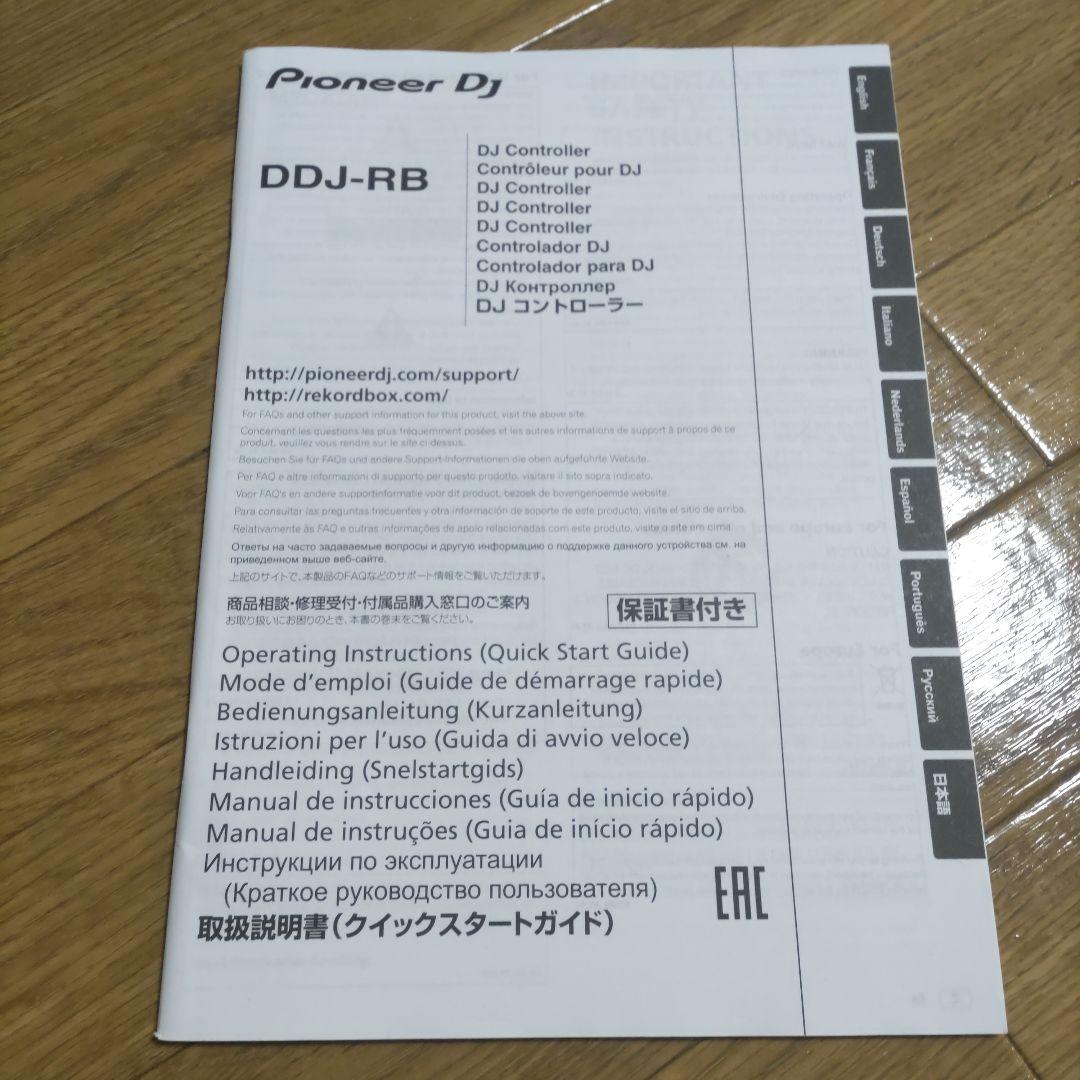 Pioneer Dj
DDJ-RB
DJ Controller
Contrôleur pour DJ
DJ Controller
DJ Controller
DJ Controller
Controlador DJ
Controlador para DJ
DJ Контроллер
DJ コントローラー
http://pioneerdj.com/support/
http://rekordbox.com/
For FAQs and other support information for this product, visit the above site.
Concernant les questions les plus fréquemment posées et les autres informations de support à propos de ce
produit, veuillez vous rendre sur le site ci-dessus.
Besuchen Sie für FAQs und andere Support-Informationen die oben aufgeführte Website.
Per FAQ e altre informazioni di supporto per questo prodotto, visitare il sito sopra indicato.
Voor FAQ's en andere supportinformatie voor dit product, bezoek de bovengenoemde website.
Para consultar las preguntas frecuentes y otra información de soporte de este producto, visite el sitio de arriba.
Relativamente às FAQ e outras informações de apoio relacionadas com este produto, visite o site em cima.
Ответы на часто задаваемые вопросы и другую информацию о поддержке данного устройства см. на
приведенном выше веб-сайте.
上記のサイトで、本製品のFAQなどのサポート情報をご覧いただけます。
商品相談・修理受付・付属品購入窓口のご案内
お取り扱いにお困りのとき、本書の巻末をご覧ください。
保証書付き
Operating Instructions (Quick Start Guide)
Mode d'emploi (Guide de démarrage rapide)
Bedienungsanleitung (Kurzanleitung)
Istruzioni per l'uso (Guida di avvio veloce)
Handleiding (Snelstartgids)
Manual de instrucciones (Guía de inicio rápido)
Manual de instruções (Guia de início rápido)
Инструкции по эксплуатации
(Краткое руководство пользователя)
取扱説明書(クイックスタートガイド)
EAC
English
Français
Deutsch
Italiano
Nederlands
Español
Português
Русский
日本語